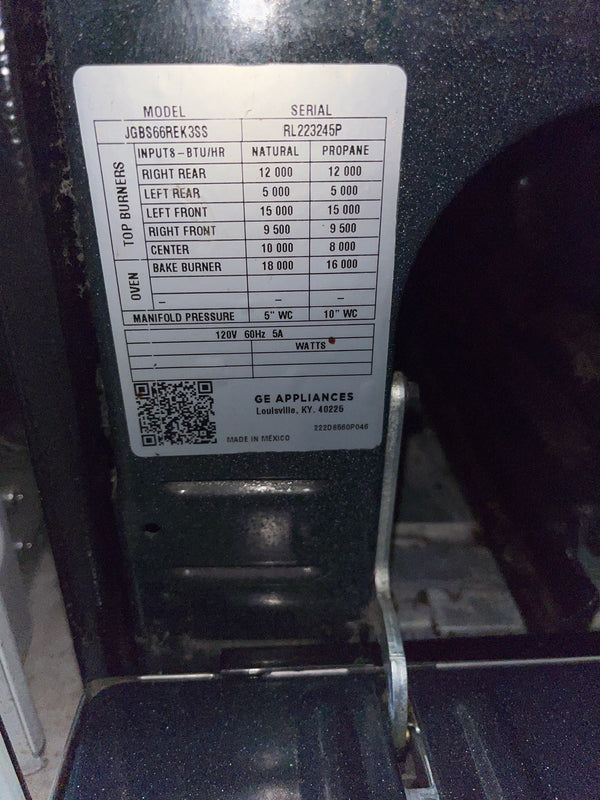 MODEL SERIAL
JGBS66REK3SS RL223245P
TOP BURNERS
INPUTS-BTU/HR NATURAL PROPANE
RIGHT REAR 12 000 12 000
LEFT REAR 5 000 5 000
LEFT FRONT 15 000 15 000
RIGHT FRONT 9 500 9 500
CENTER 10 000 8 000
OVEN
BAKE BURNER 18 000 16 000
– – –
MANIFOLD PRESSURE 5" WC 10" WC
120V 60Hz 5A
WATTS
GE APPLIANCES
Louisville, KY. 40225
222D8560P046
MADE IN MEXICO